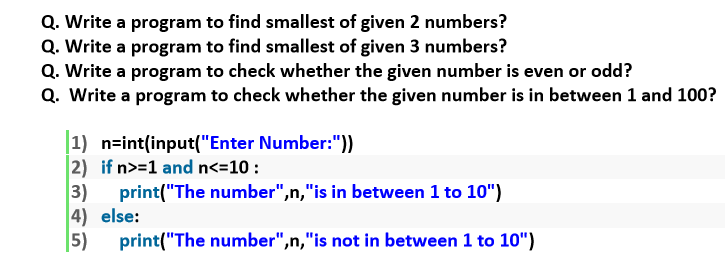 Q. Write a program to find smallest of given 2 numbers?
Q. Write a program to find smallest of given 3 numbers?
Q. Write a program to check whether the given number is even or odd?
Q. Write a program to check whether the given number is in between 1 and 100?
1) n=int(input("Enter Number:"))
2) if n>=1 and n<=10 :
3) print("The number",n,"is in between 1 to 10")
4) else:
5) print("The number",n,"is not in between 1 to 10")